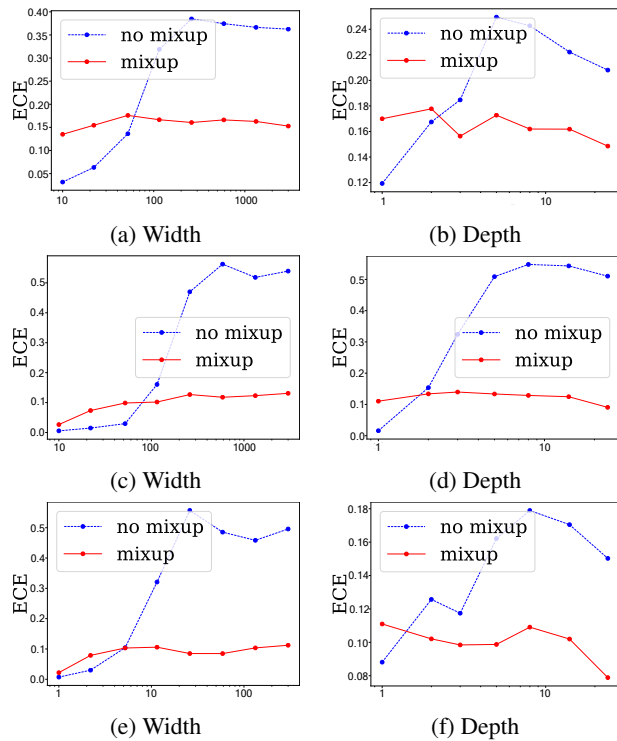 0.40
0.35
0.30
0.25
0.20
0.15
0.10
0.05
ECE
no mixup
mixup
10
100
1000
(a) Width
0.24
0.22
0.20
0.18
0.16
0.14
0.12
ECE
no mixup
mixup
1
10
(b) Depth
0.5
0.4
0.3
0.2
0.1
0.0
ECE
no mixup
mixup
10
100
1000
(c) Width
0.5
0.4
0.3
0.2
0.1
0.0
ECE
no mixup
mixup
1
10
(d) Depth
0.5
0.4
0.3
0.2
0.1
0.0
ECE
no mixup
mixup
1
10
100
(e) Width
0.18
0.16
0.14
0.12
0.10
0.08
ECE
no mixup
mixup
1
10
(f) Depth